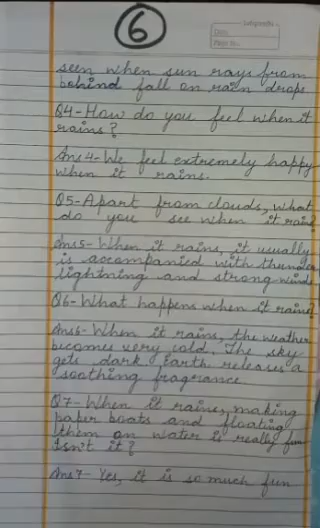 6
Date
Page No.
seen when sun rays from
behind fall on rain drops
Q4- How do you feel when it
rains?
Ans4- We feel extremely happy
when it rains.
Q5- Apart from clouds, what
do you see when it rains?
Ans5- When it rains, it usually
is accompanied with thunder
lightning and strong winds
Q6- What happens when it rains?
Ans6- When it rains, the weather
becomes very cold. The sky
gets dark. Earth releases a
soothing fragrance
Q7- When it rains, making
paper boats and floating
them on water is really fun
Isn't it?
Ans7- Yes, it is so much fun.